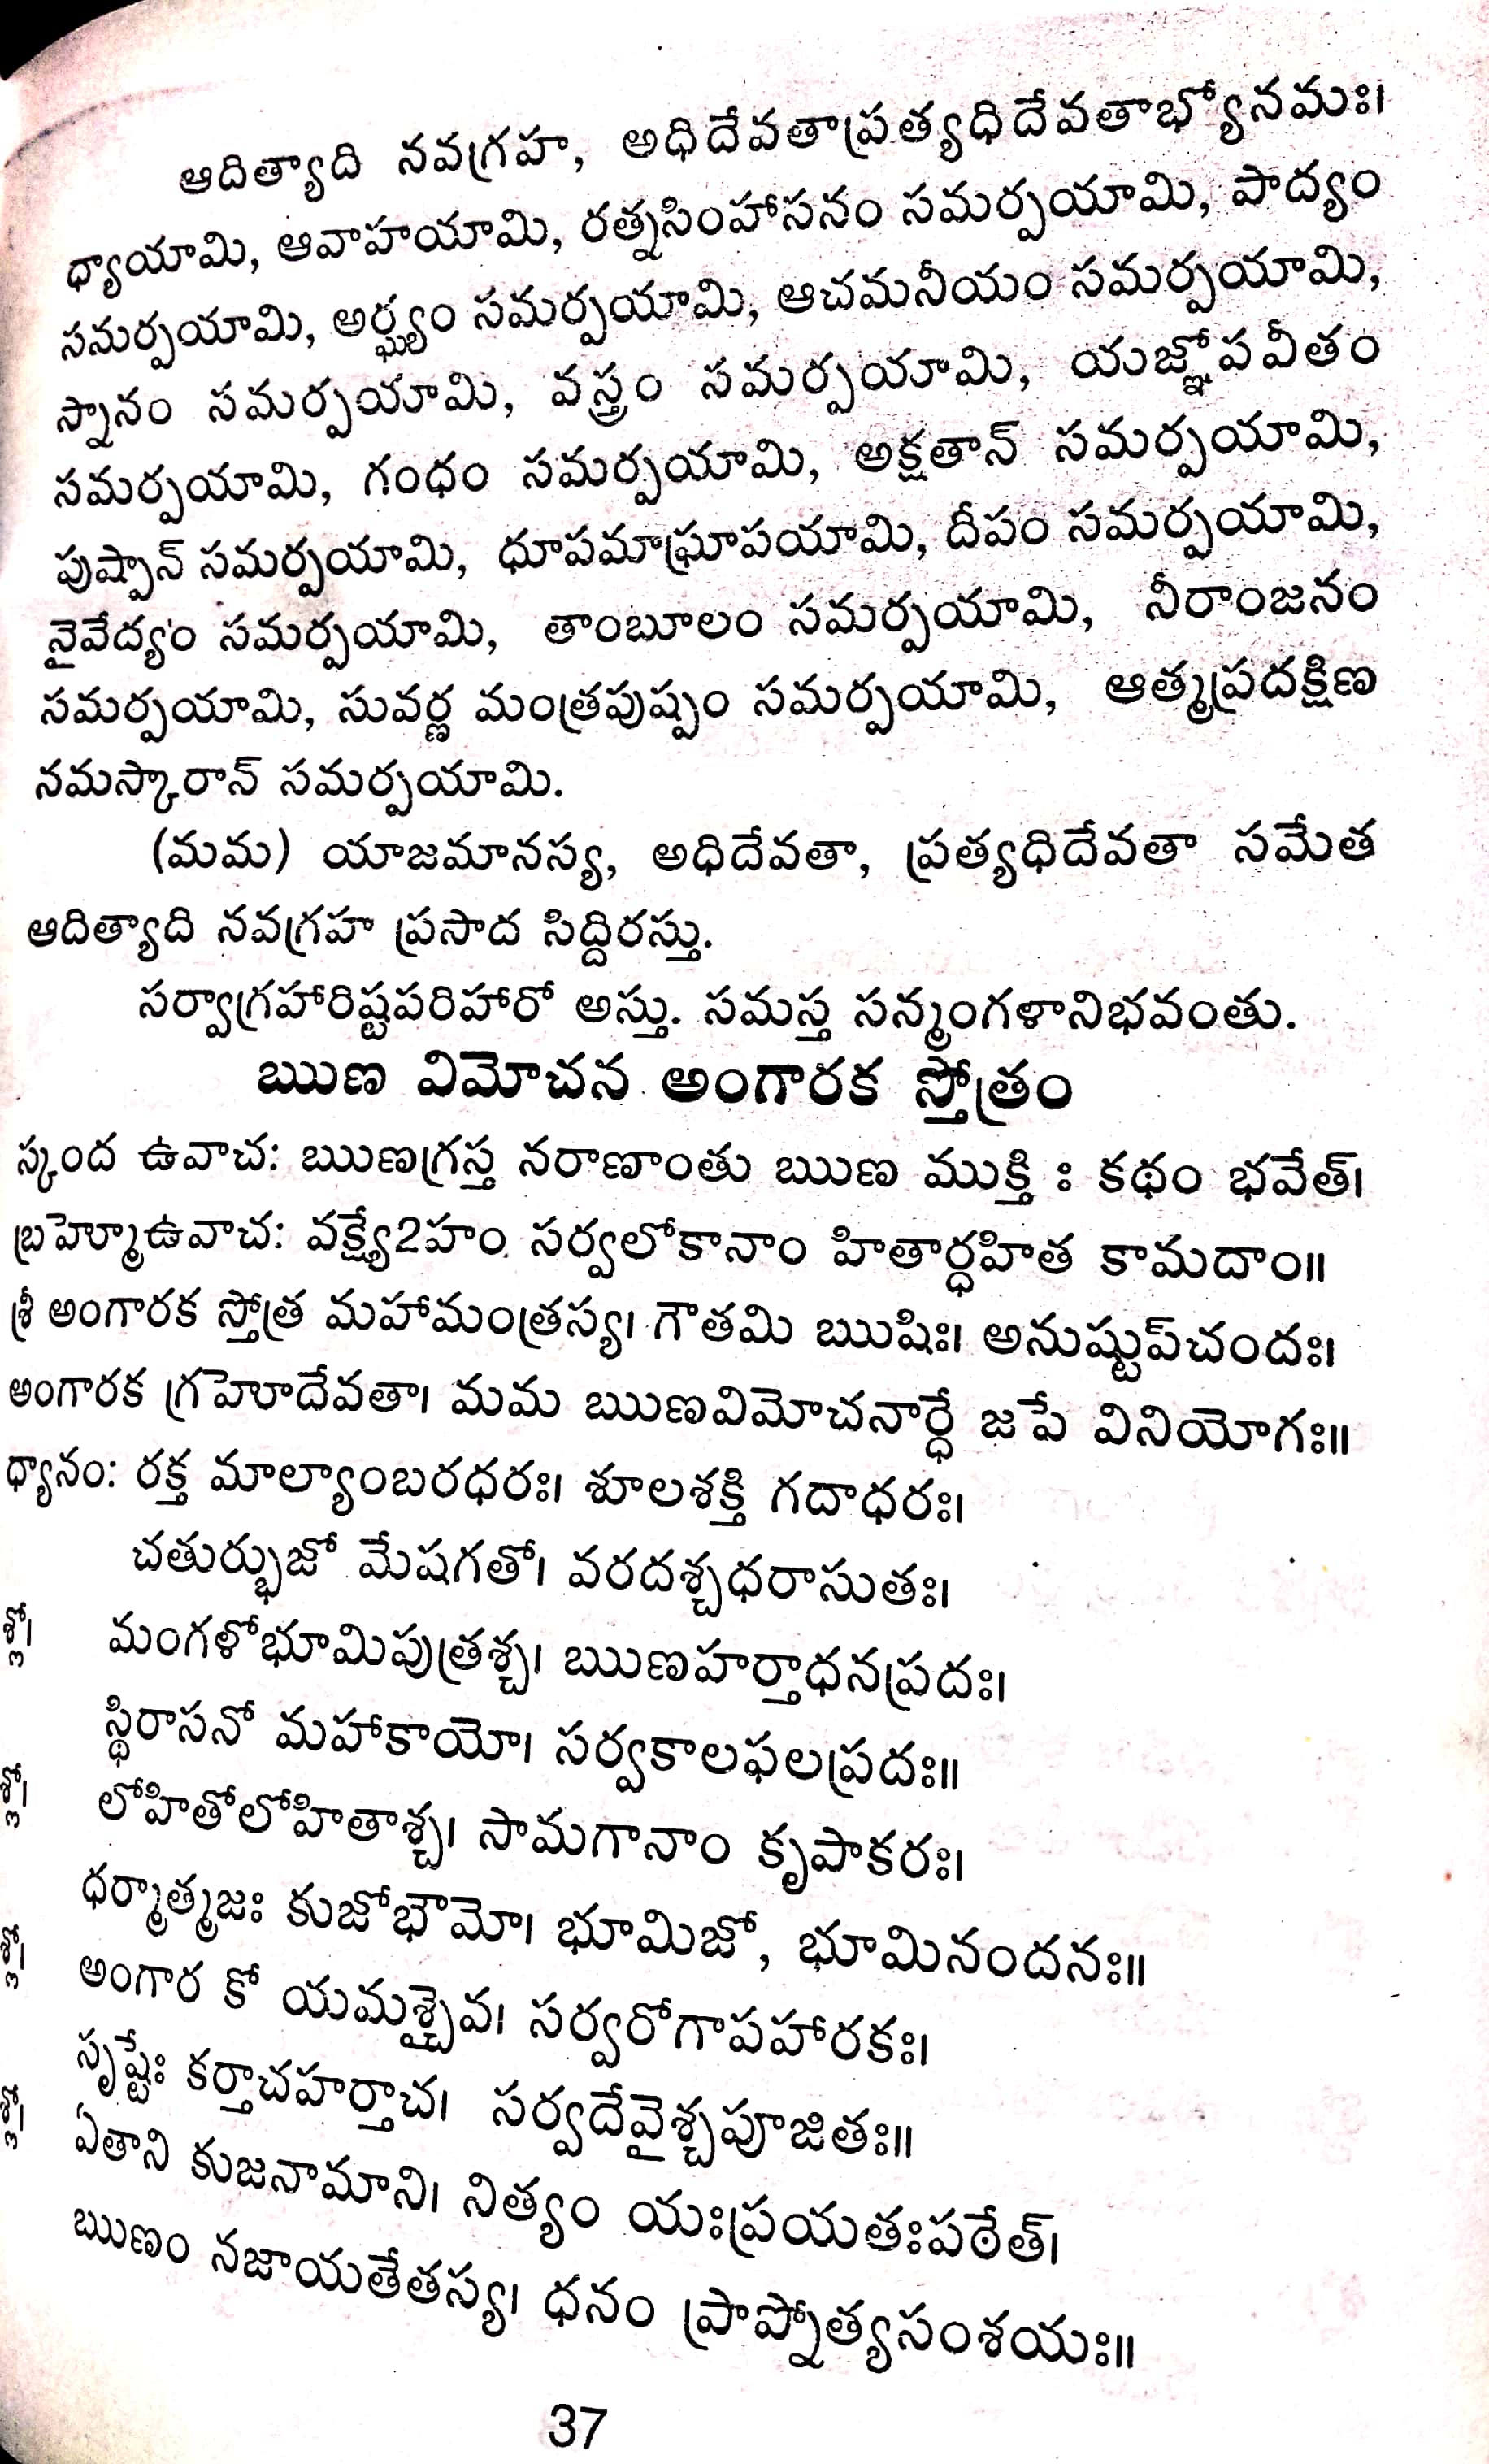 ఆదిత్యాది నవగ్రహ, అధిదేవతాప్రత్యధిదేవతాభ్యోనమః।
ధ్యాయామి, ఆవాహయామి, రత్నసింహాసనం సమర్పయామి, పాద్యం
సమర్పయామి, అర్ఘ్యం సమర్పయామి, ఆచమనీయం సమర్పయామి,
స్నానం సమర్పయామి, వస్త్రం సమర్పయామి, యజ్ఞోపవీతం
సమర్పయామి, గంధం సమర్పయామి, అక్షతాన్ సమర్పయామి,
పుష్పాన్ సమర్పయామి, ధూపమాఘ్రాపయామి, దీపం సమర్పయామి,
నైవేద్యం సమర్పయామి, తాంబూలం సమర్పయామి, నీరాంజనం
సమర్పయామి, సువర్ణ మంత్రపుష్పం సమర్పయామి, ఆత్మప్రదక్షిణ
నమస్కారాన్ సమర్పయామి.
(మమ) యాజమానస్య, అధిదేవతా, ప్రత్యధిదేవతా సమేత
ఆదిత్యాది నవగ్రహ ప్రసాద సిద్దిరస్తు.
సర్వాగ్రహారిష్టపరిహారో అస్తు. సమస్త సన్మంగళానిభవంతు.
ఋణ విమోచన అంగారక స్తోత్రం
స్కంద ఉవాచ: ఋణగ్రస్త నరాణాంతు ఋణ ముక్తి ః కథం భవేత్।
బ్రహ్మోఉవాచ: వక్ష్యే2హం సర్వలోకానాం హితార్ధహిత కామదాం॥
శ్రీ అంగారక స్తోత్ర మహామంత్రస్య। గౌతమి ఋషిః। అనుష్టుప్‌చందః।
అంగారక గ్రహోదేవతా। మమ ఋణవిమోచనార్ధే జపే వినియోగః॥
ధ్యానం: రక్త మాల్యాంబరధరః। శూలశక్తి గదాధరః।
చతుర్భుజో మేషగతో। వరదశ్చధరాసుతః।
శ్లో। మంగళోభూమిపుత్రశ్చ। ఋణహర్తాధనప్రదః।
స్థిరాసనో మహాకాయో। సర్వకాలఫలప్రదః॥
శ్లో। లోహితోలోహితాశ్చ। సామగానాం కృపాకరః।
ధర్మాత్మజః కుజోభౌమో। భూమిజో, భూమినందనః॥
శ్లో। అంగార కో యమశ్చైవ। సర్వరోగాపహారకః।
సృష్టేః కర్తాచహర్తాచ। సర్వదేవైశ్చపూజితః॥
శ్లో। ఏతాని కుజనామాని। నిత్యం యఃప్రయతఃపఠేత్।
ఋణం నజాయతేతస్య। ధనం ప్రాప్నోత్యసంశయః॥
37